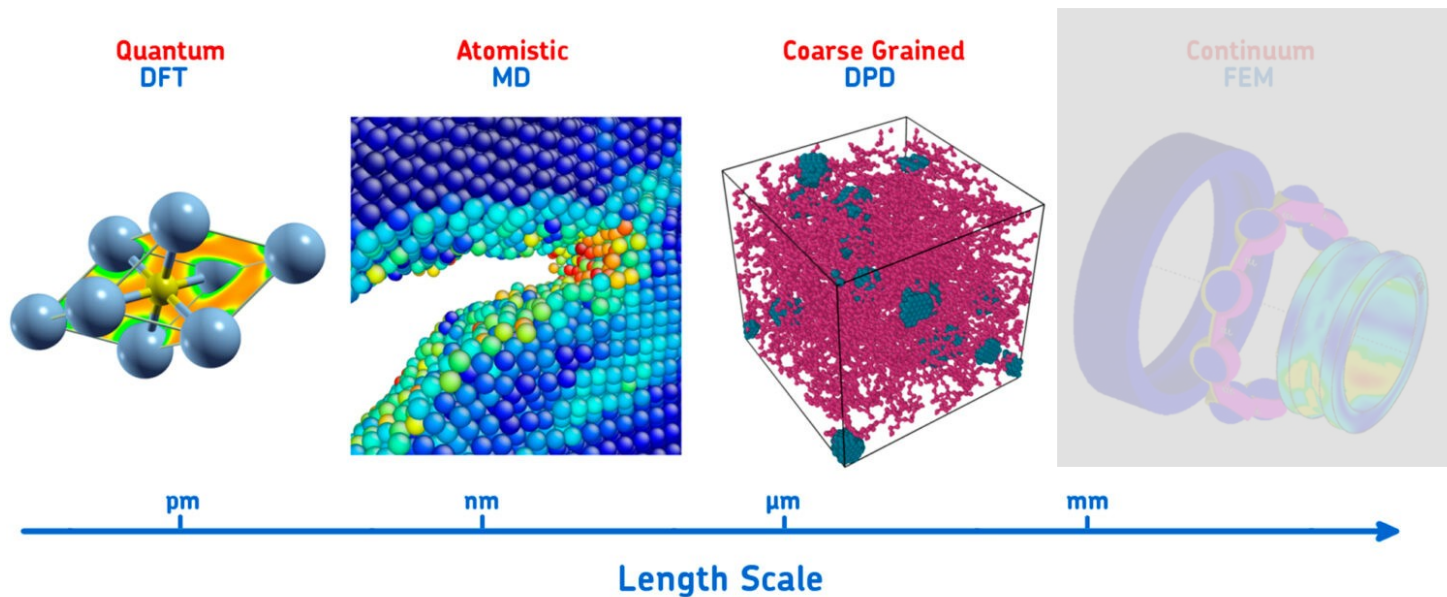 Quantum
DFT
Atomistic
MD
Coarse Grained
DPD
Continuum
FEM
pm
nm
μm
mm
Length Scale